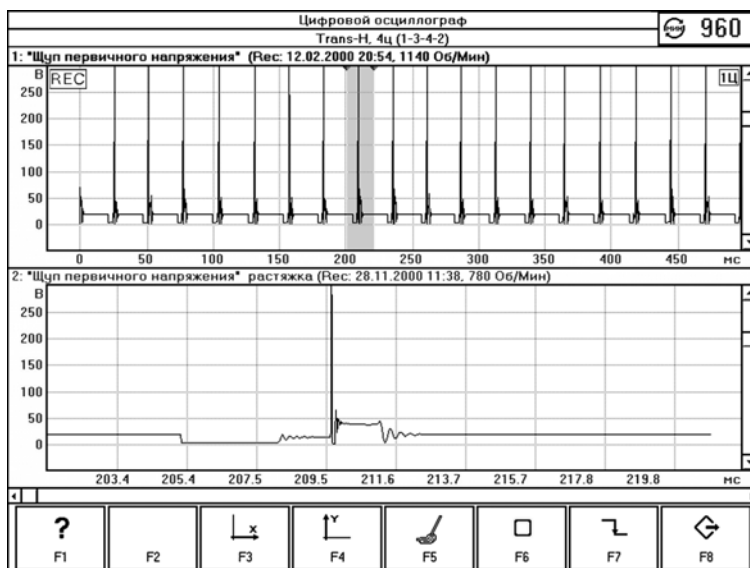 Цифровой осциллограф
Trans-H, 4ц (1-3-4-2)
960
1: "Щуп первичного напряжения" (Rec: 12.02.2000 20:54, 1140 Об/Мин)
В
REC
1Ц
250
200
150
100
50
0
0 50 100 150 200 250 300 350 400 450 мс
2: "Щуп первичного напряжения" растяжка (Rec: 28.11.2000 11:38, 780 Об/Мин)
В
250
200
150
100
50
0
203.4 205.4 207.5 209.5 211.6 213.7 215.7 217.8 219.8 мс
? x Y
F1 F2 F3 F4 F5 F6 F7 F8